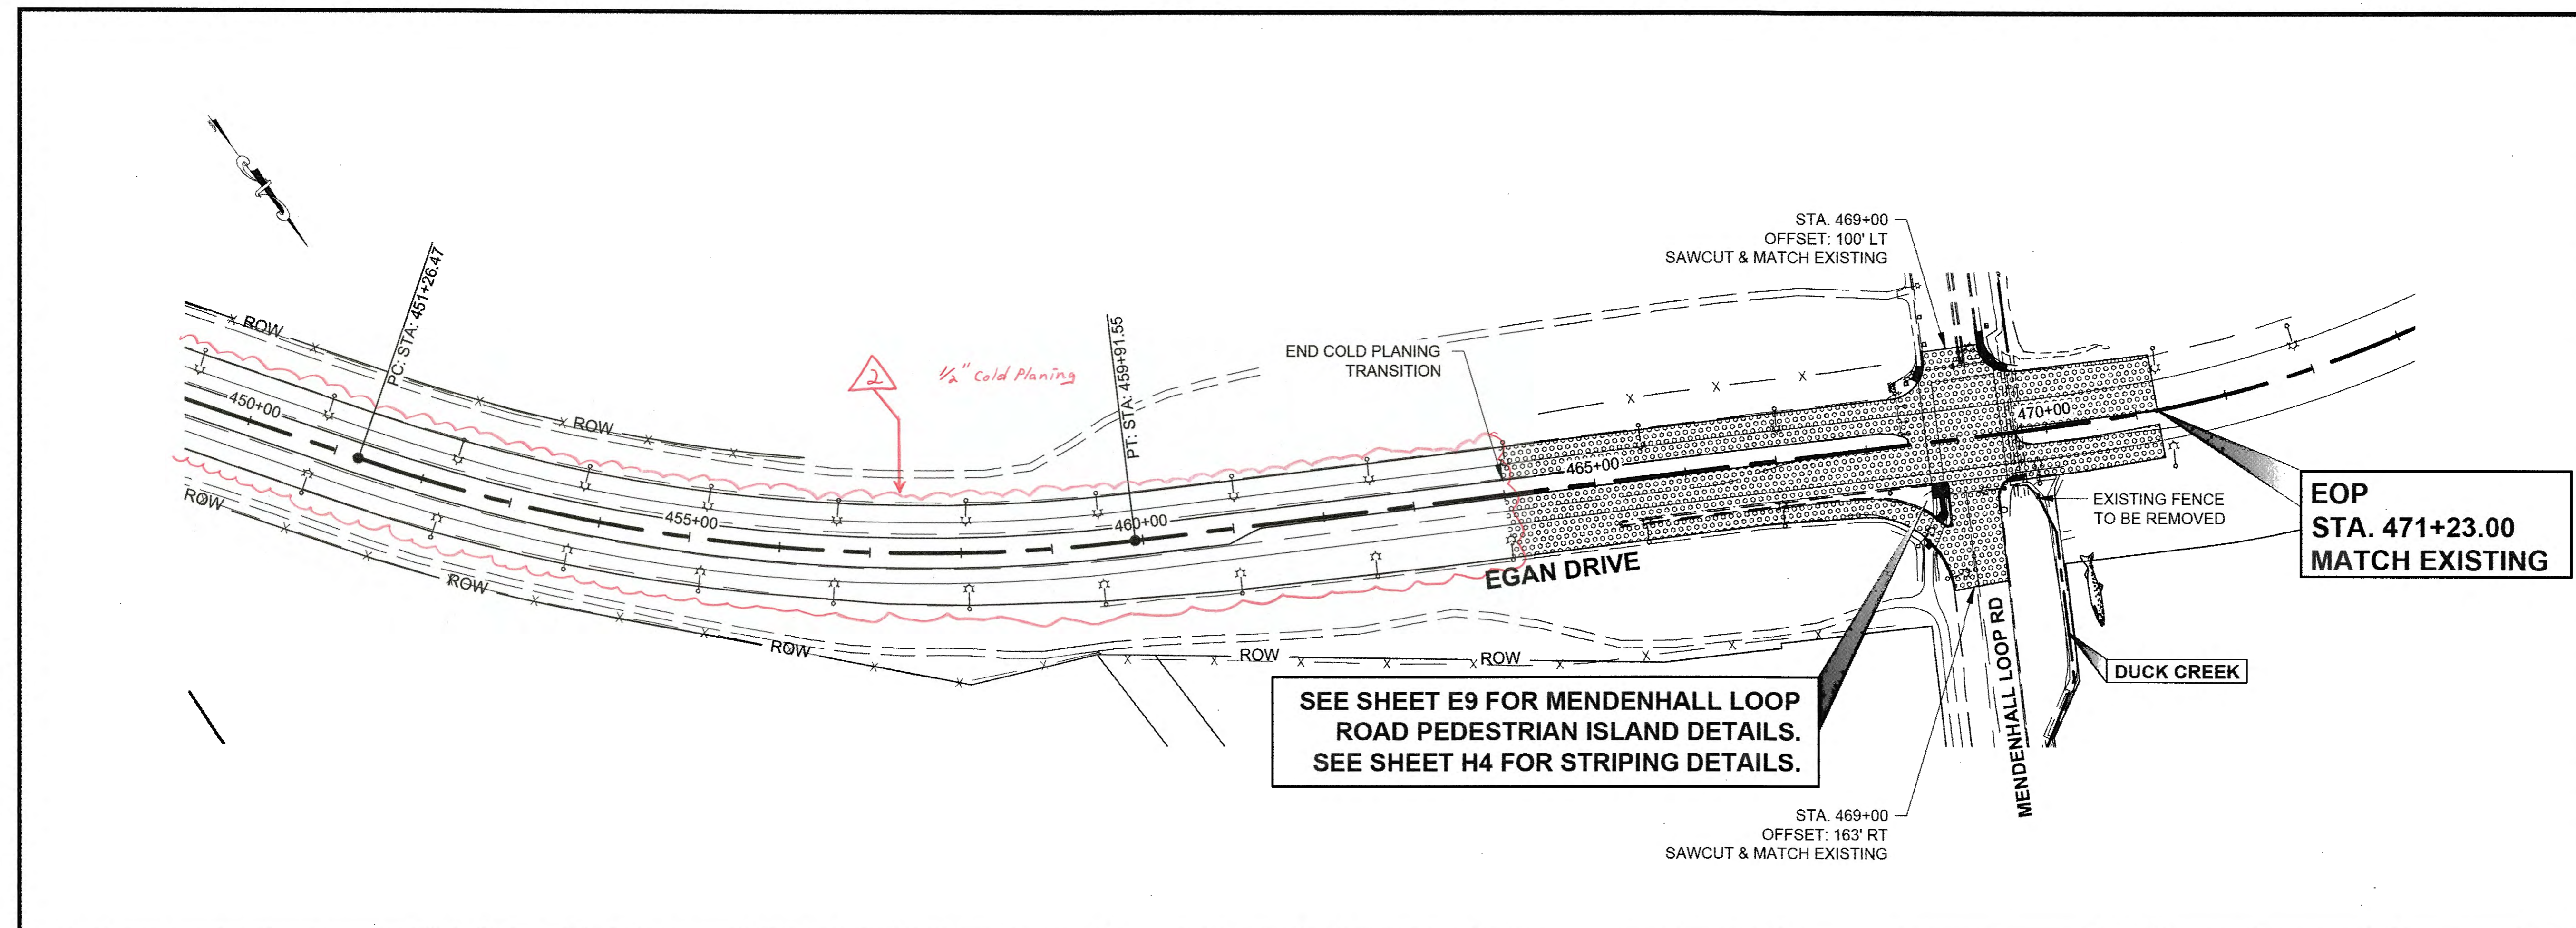 STA. 469+00
OFFSET: 100' LT
SAWCUT & MATCH EXISTING
PC: STA: 451+26.47
PT: STA: 459+91.55
ROW
ROW
ROW
ROW
ROW
ROW
ROW
2
1/2" Cold Planing
END COLD PLANING
TRANSITION
450+00
455+00
460+00
465+00
470+00
EGAN DRIVE
EXISTING FENCE
TO BE REMOVED
EOP
STA. 471+23.00
MATCH EXISTING
SEE SHEET E9 FOR MENDENHALL LOOP
ROAD PEDESTRIAN ISLAND DETAILS.
SEE SHEET H4 FOR STRIPING DETAILS.
MENDENHALL LOOP RD
DUCK CREEK
STA. 469+00
OFFSET: 163' RT
SAWCUT & MATCH EXISTING